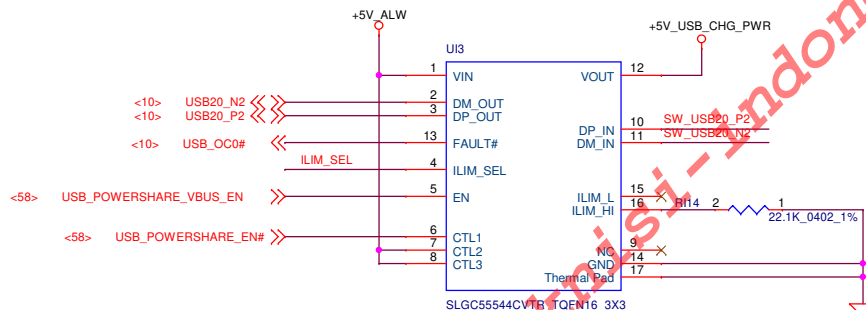 +5V_ALW
+5V_USB_CHG_PWR
UI3
1 VIN VOUT 12
<10> USB20_N2 2 DM_OUT
<10> USB20_P2 3 DP_OUT
DP_IN 10 SW_USB20_P2
<10> USB_OC0# 13 FAULT# DM_IN 11 SW_USB20_N2
ILIM_SEL 4 ILIM_SEL
<58> USB_POWERSHARE_VBUS_EN 5 EN ILIM_L 15
ILIM_HI 16 RI14 2 1
22.1K_0402_1%
<58> USB_POWERSHARE_EN# 6 CTL1
7 CTL2 NC 9
8 CTL3 GND 14
Thermal Pad 17
SLGC55544CVTR_TQFN16_3X3